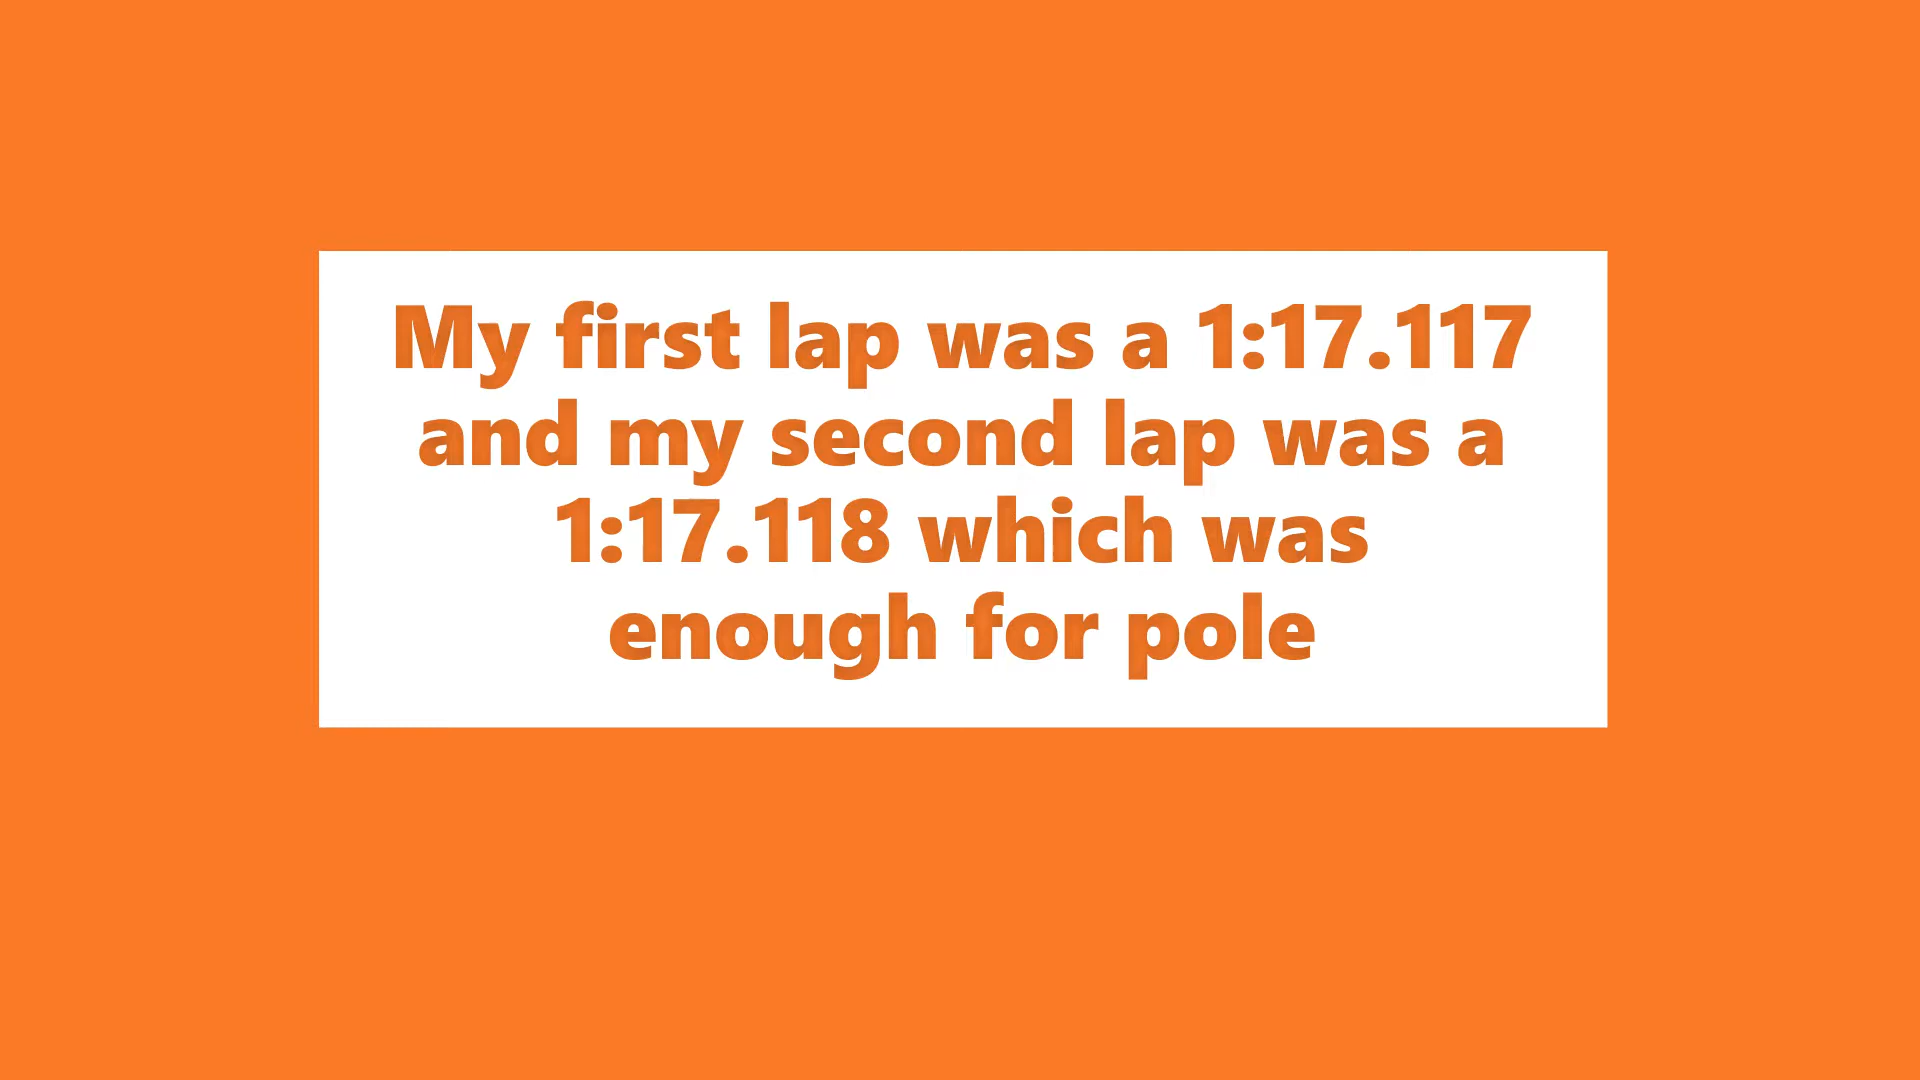 My first lap was a 1:17.117
and my second lap was a
1:17.118 which was
enough for pole